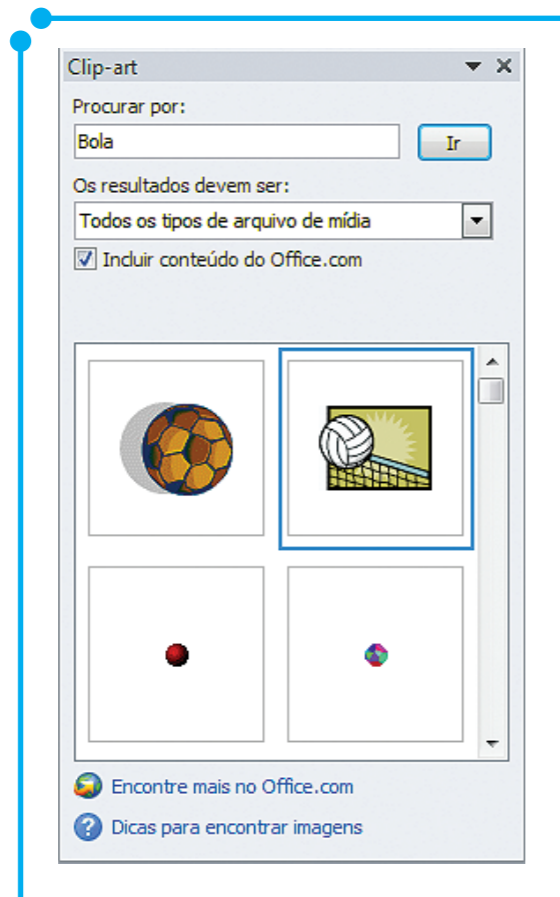 Clip-art
Procurar por:
Bola
Ir
Os resultados devem ser:
Todos os tipos de arquivo de mídia
Incluir conteúdo do Office.com
Encontre mais no Office.com
Dicas para encontrar imagens